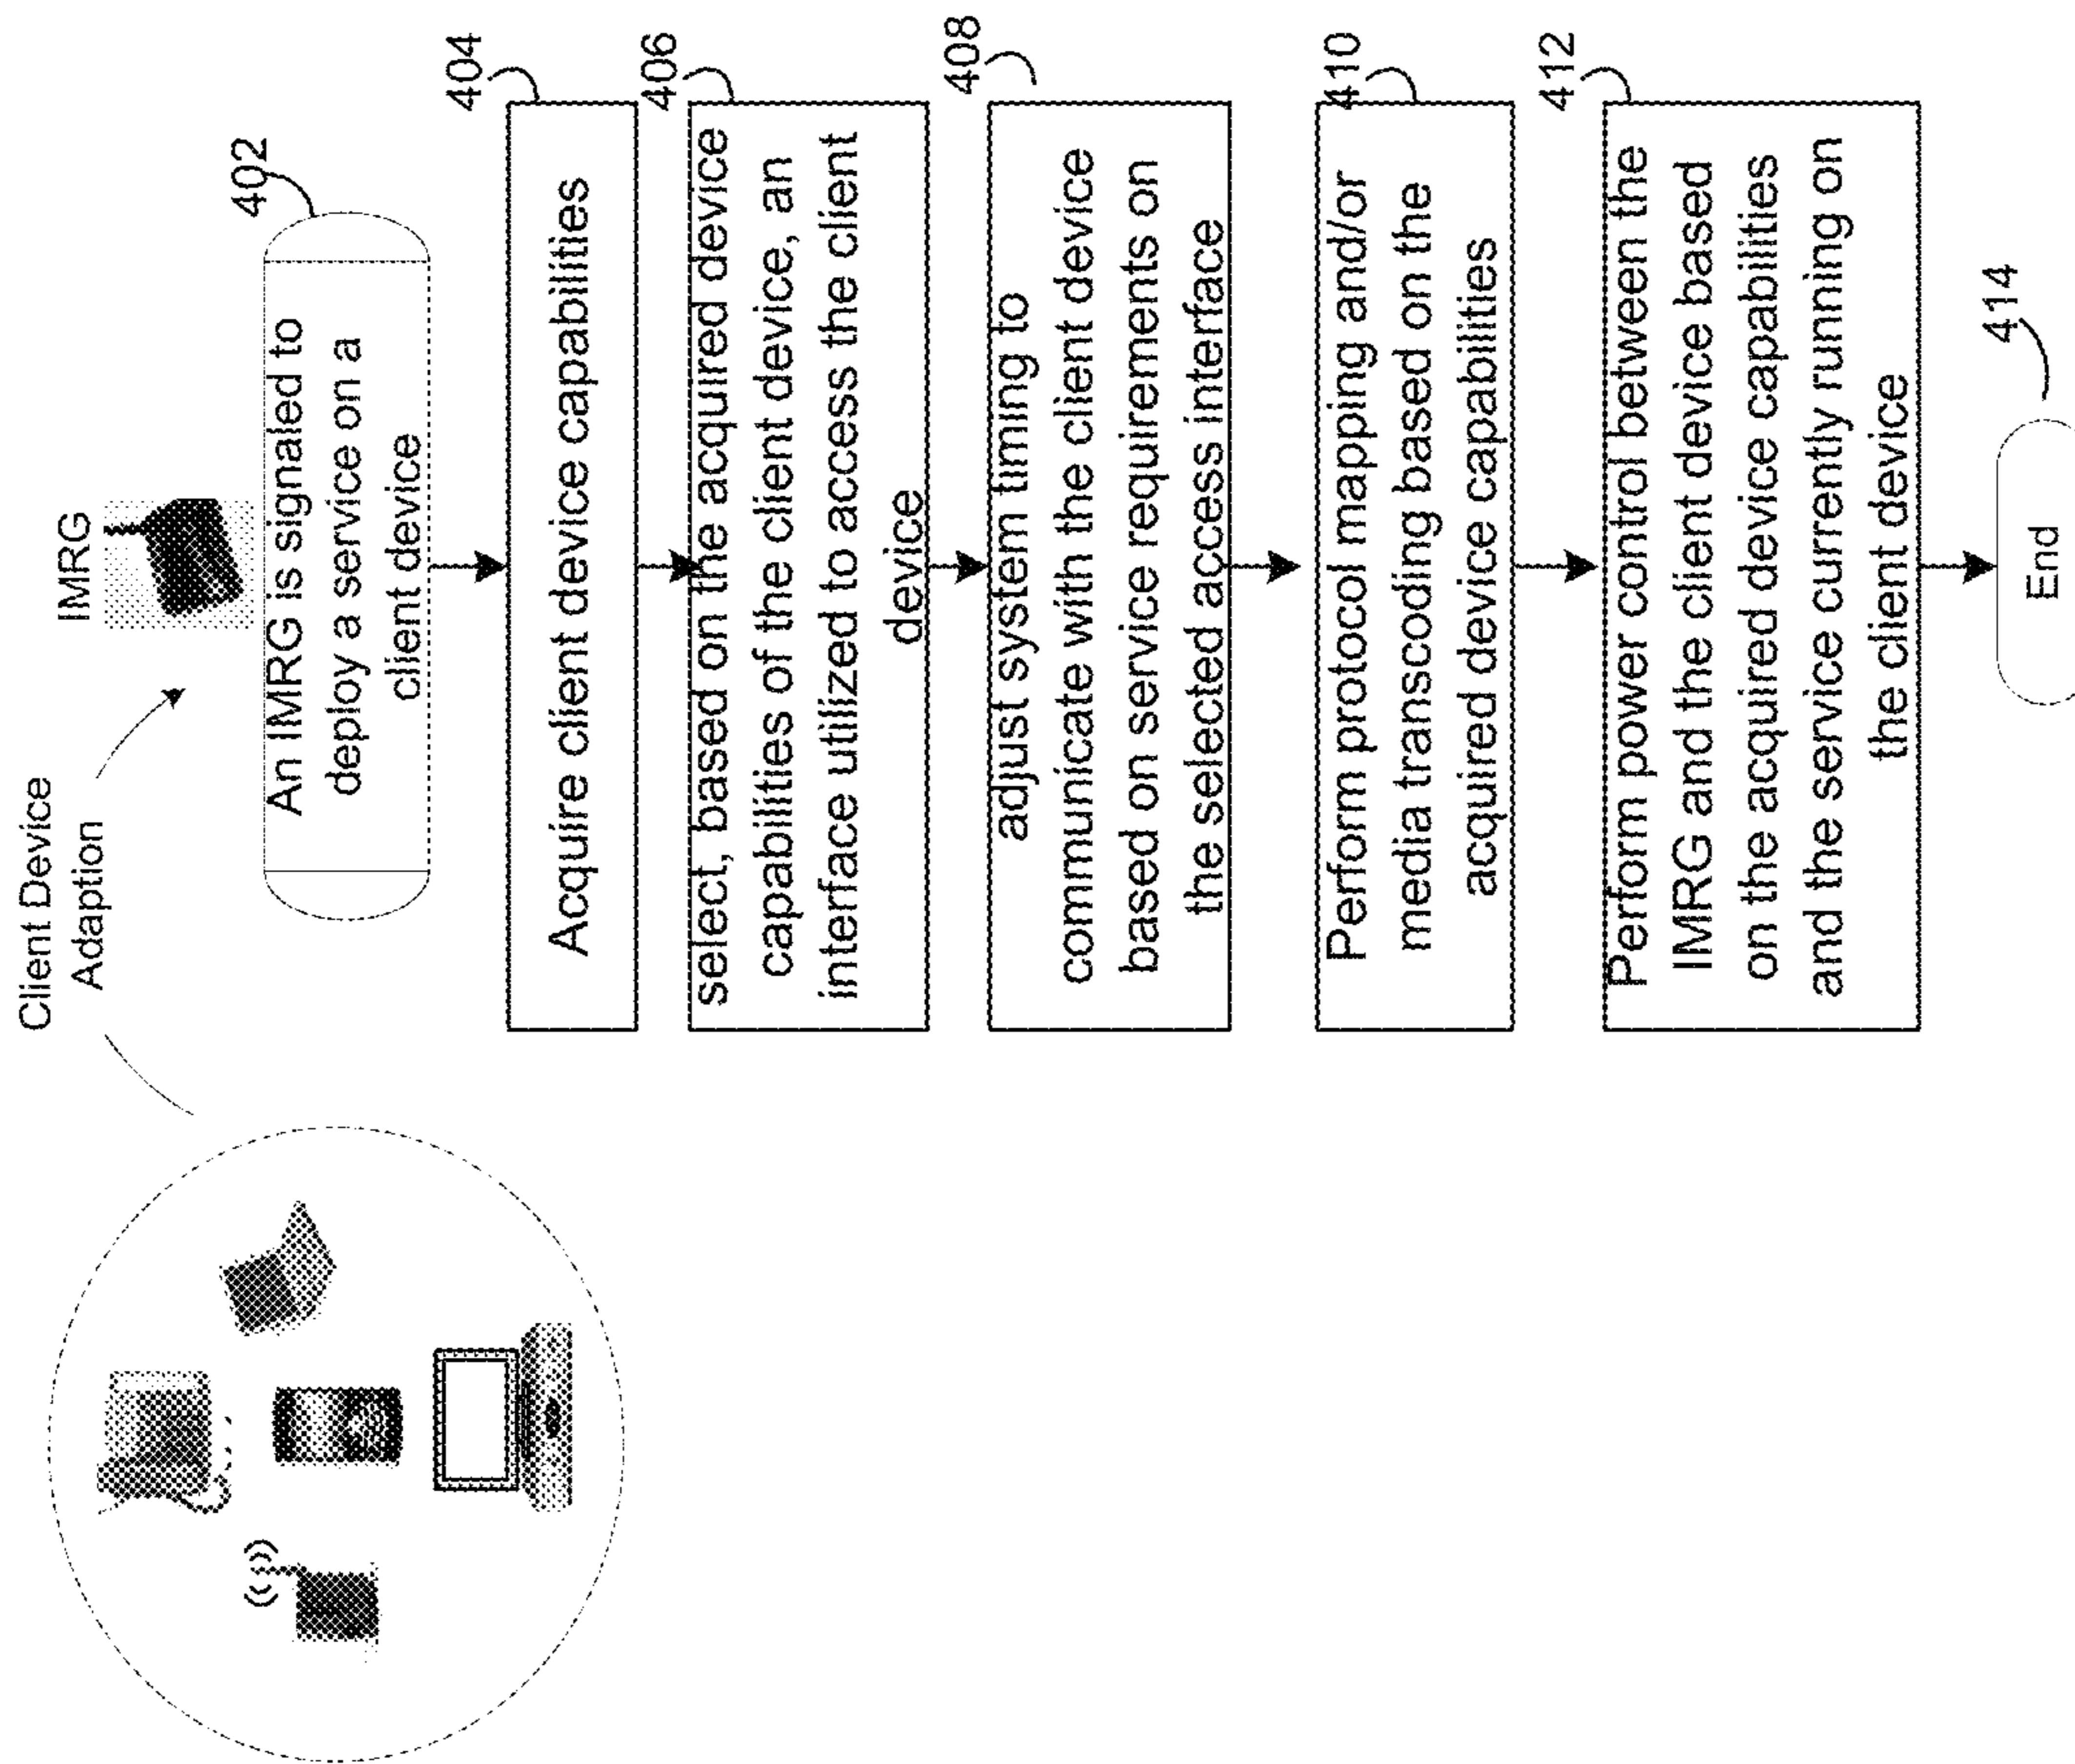 Client Device
Adaption
IMRG
402
An IMRG is signaled to
deploy a service on a
client device
404
Acquire client device capabilities
406
select, based on the acquired device
capabilities of the client device, an
interface utilized to access the client
device
408
adjust system timing to
communicate with the client device
based on service requirements on
the selected access interface
410
Perform protocol mapping and/or
media transcoding based on the
acquired device capabilities
412
Perform power control between the
IMRG and the client device based
on the acquired device capabilities
and the service currently running on
the client device
414
End